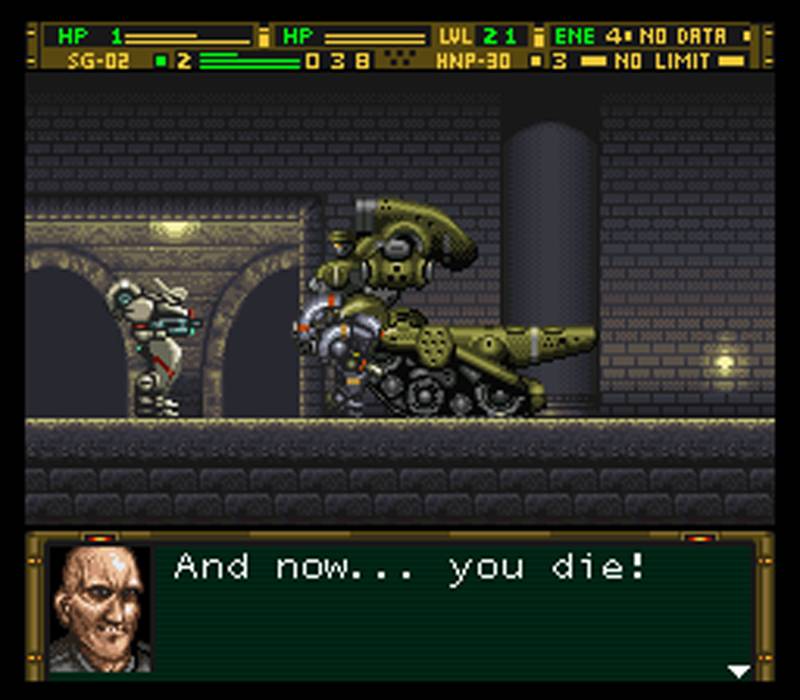 HP 1 HP LVL 21 ENE 4 NO DATA
SG-02 2 038 HNP-30 3 NO LIMIT
And now... you die!